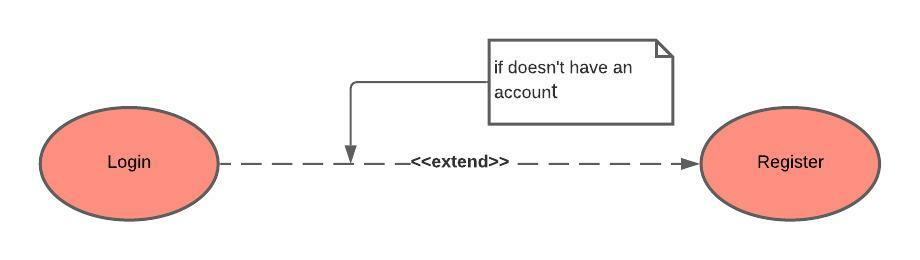 if doesn't have an
account
Login
<<extend>>
Register